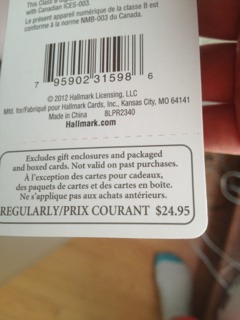 This Class B
with Canadian ICES-003.
Le présent appareil numérique de la classe B est
conforme à la norme NMB-003 du Canada.
7 95902 31598 6
© 2012 Hallmark Licensing, LLC
Mfd. for/Fabriqué pour Hallmark Cards, Inc., Kansas City, MO 64141
Made in China 8LPR2340
Hallmark.com
Excludes gift enclosures and packaged
and boxed cards. Not valid on past purchases.
À l'exception des cartes pour cadeaux,
des paquets de cartes et des cartes en boîte.
Ne s'applique pas aux achats antérieurs.
REGULARLY/PRIX COURANT $24.95